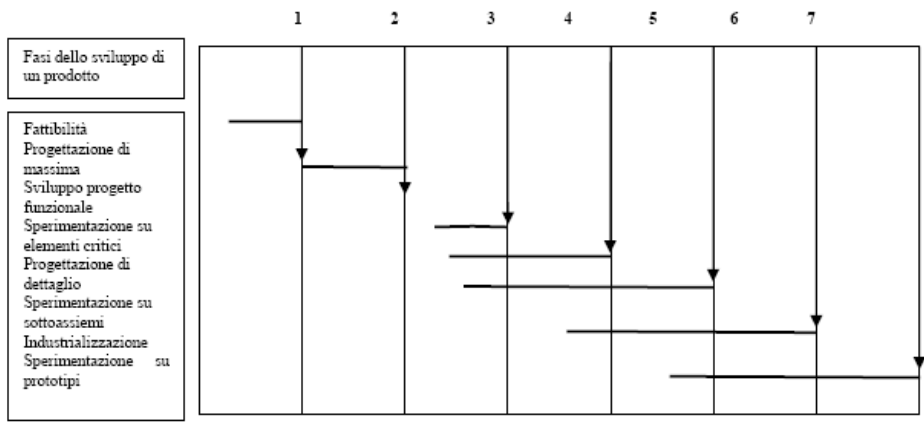 1 2 3 4 5 6 7
Fasi dello sviluppo di
un prodotto
Fattibilità
Progettazione di
massima
Sviluppo progetto
funzionale
Sperimentazione su
elementi critici
Progettazione di
dettaglio
Sperimentazione su
sottoassiemi
Industrializzazione
Sperimentazione su
prototipi